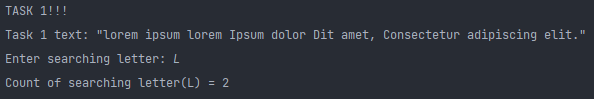 TASK 1!!!
Task 1 text: "lorem ipsum lorem Ipsum dolor Dit amet, Consectetur adipiscing elit."
Enter searching letter: L
Count of searching letter(L) = 2